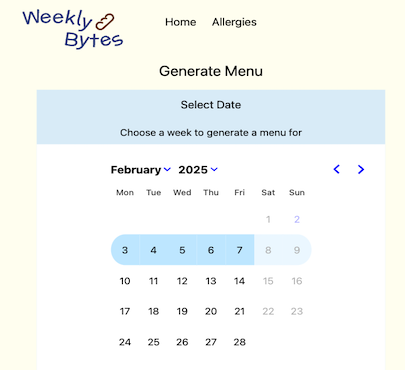 Weekly
Bytes
Home Allergies
Generate Menu
Select Date
Choose a week to generate a menu for
February 2025
Mon Tue Wed Thu Fri Sat Sun
1 2
3 4 5 6 7 8 9
10 11 12 13 14 15 16
17 18 19 20 21 22 23
24 25 26 27 28